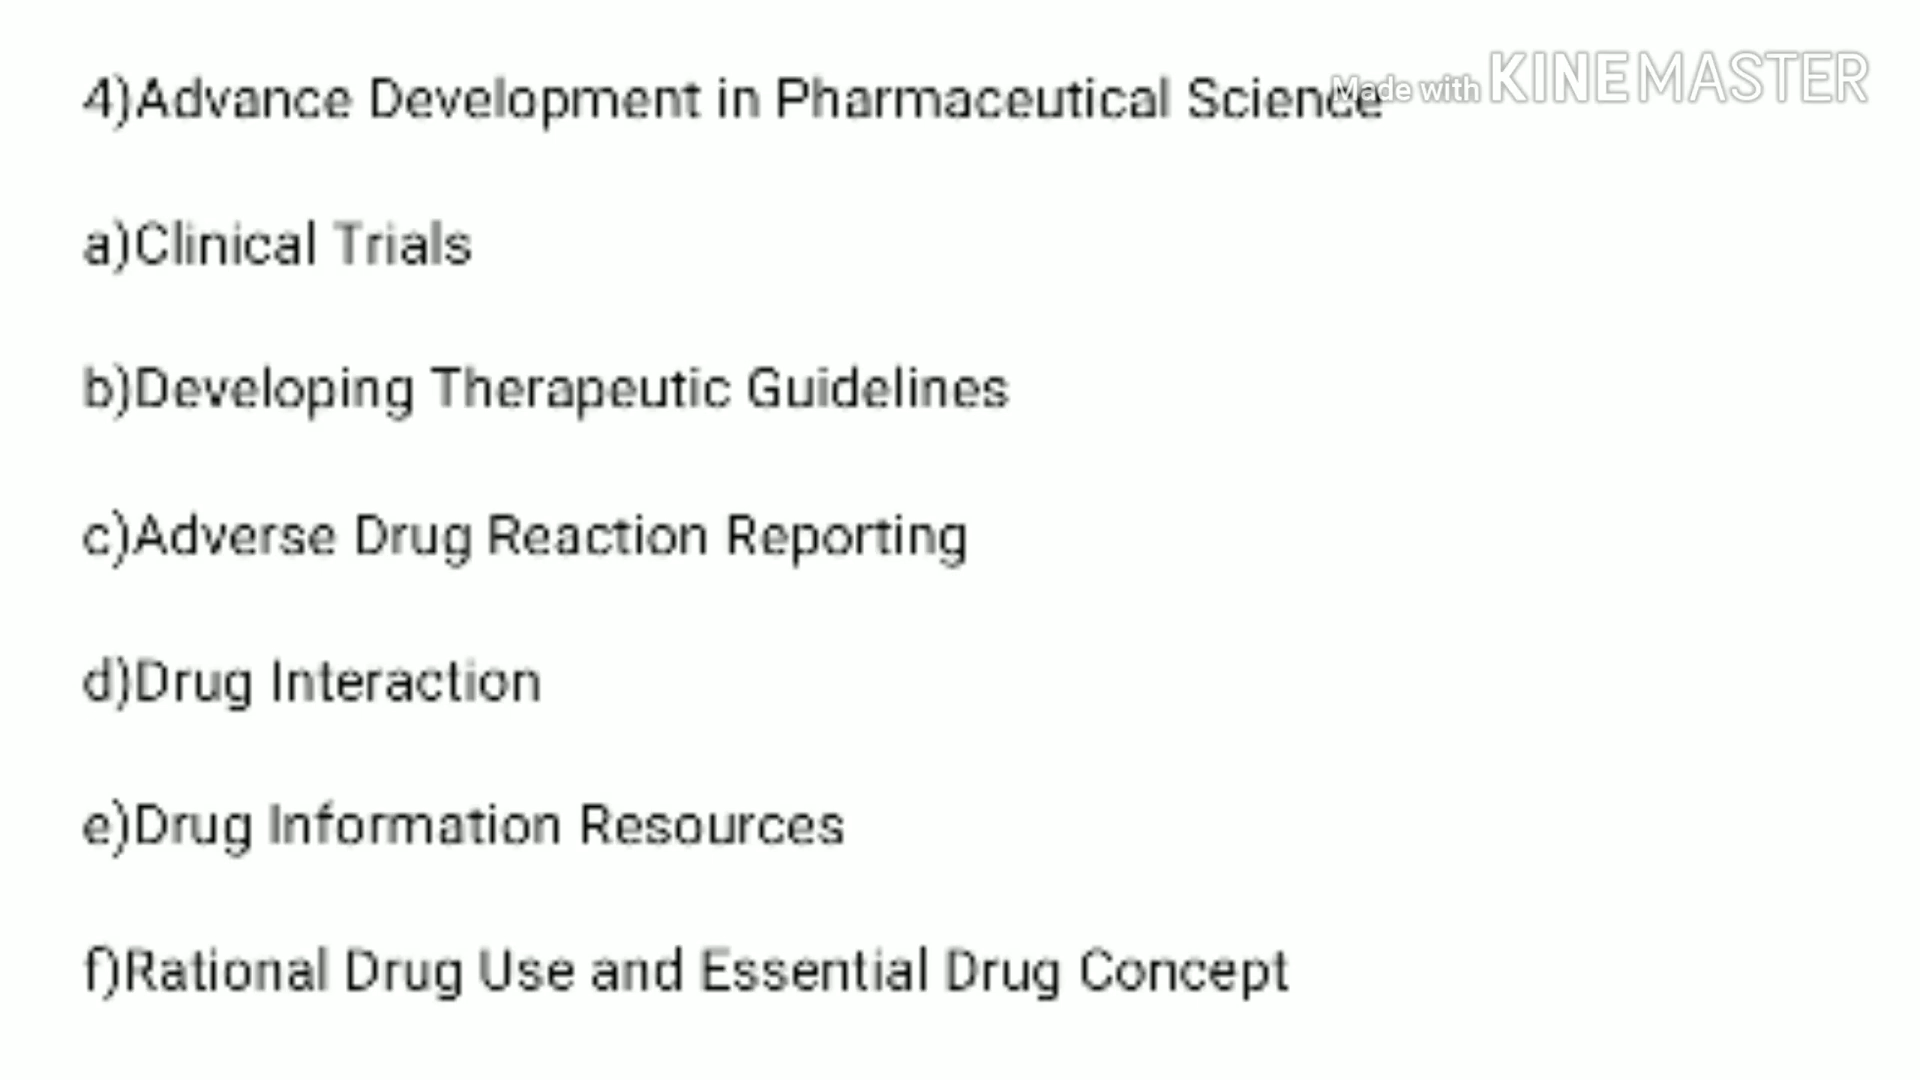 4)Advance Development in Pharmaceutical Science
Made with KINEMASTER
a)Clinical Trials
b)Developing Therapeutic Guidelines
c)Adverse Drug Reaction Reporting
d)Drug Interaction
e)Drug Information Resources
f)Rational Drug Use and Essential Drug Concept